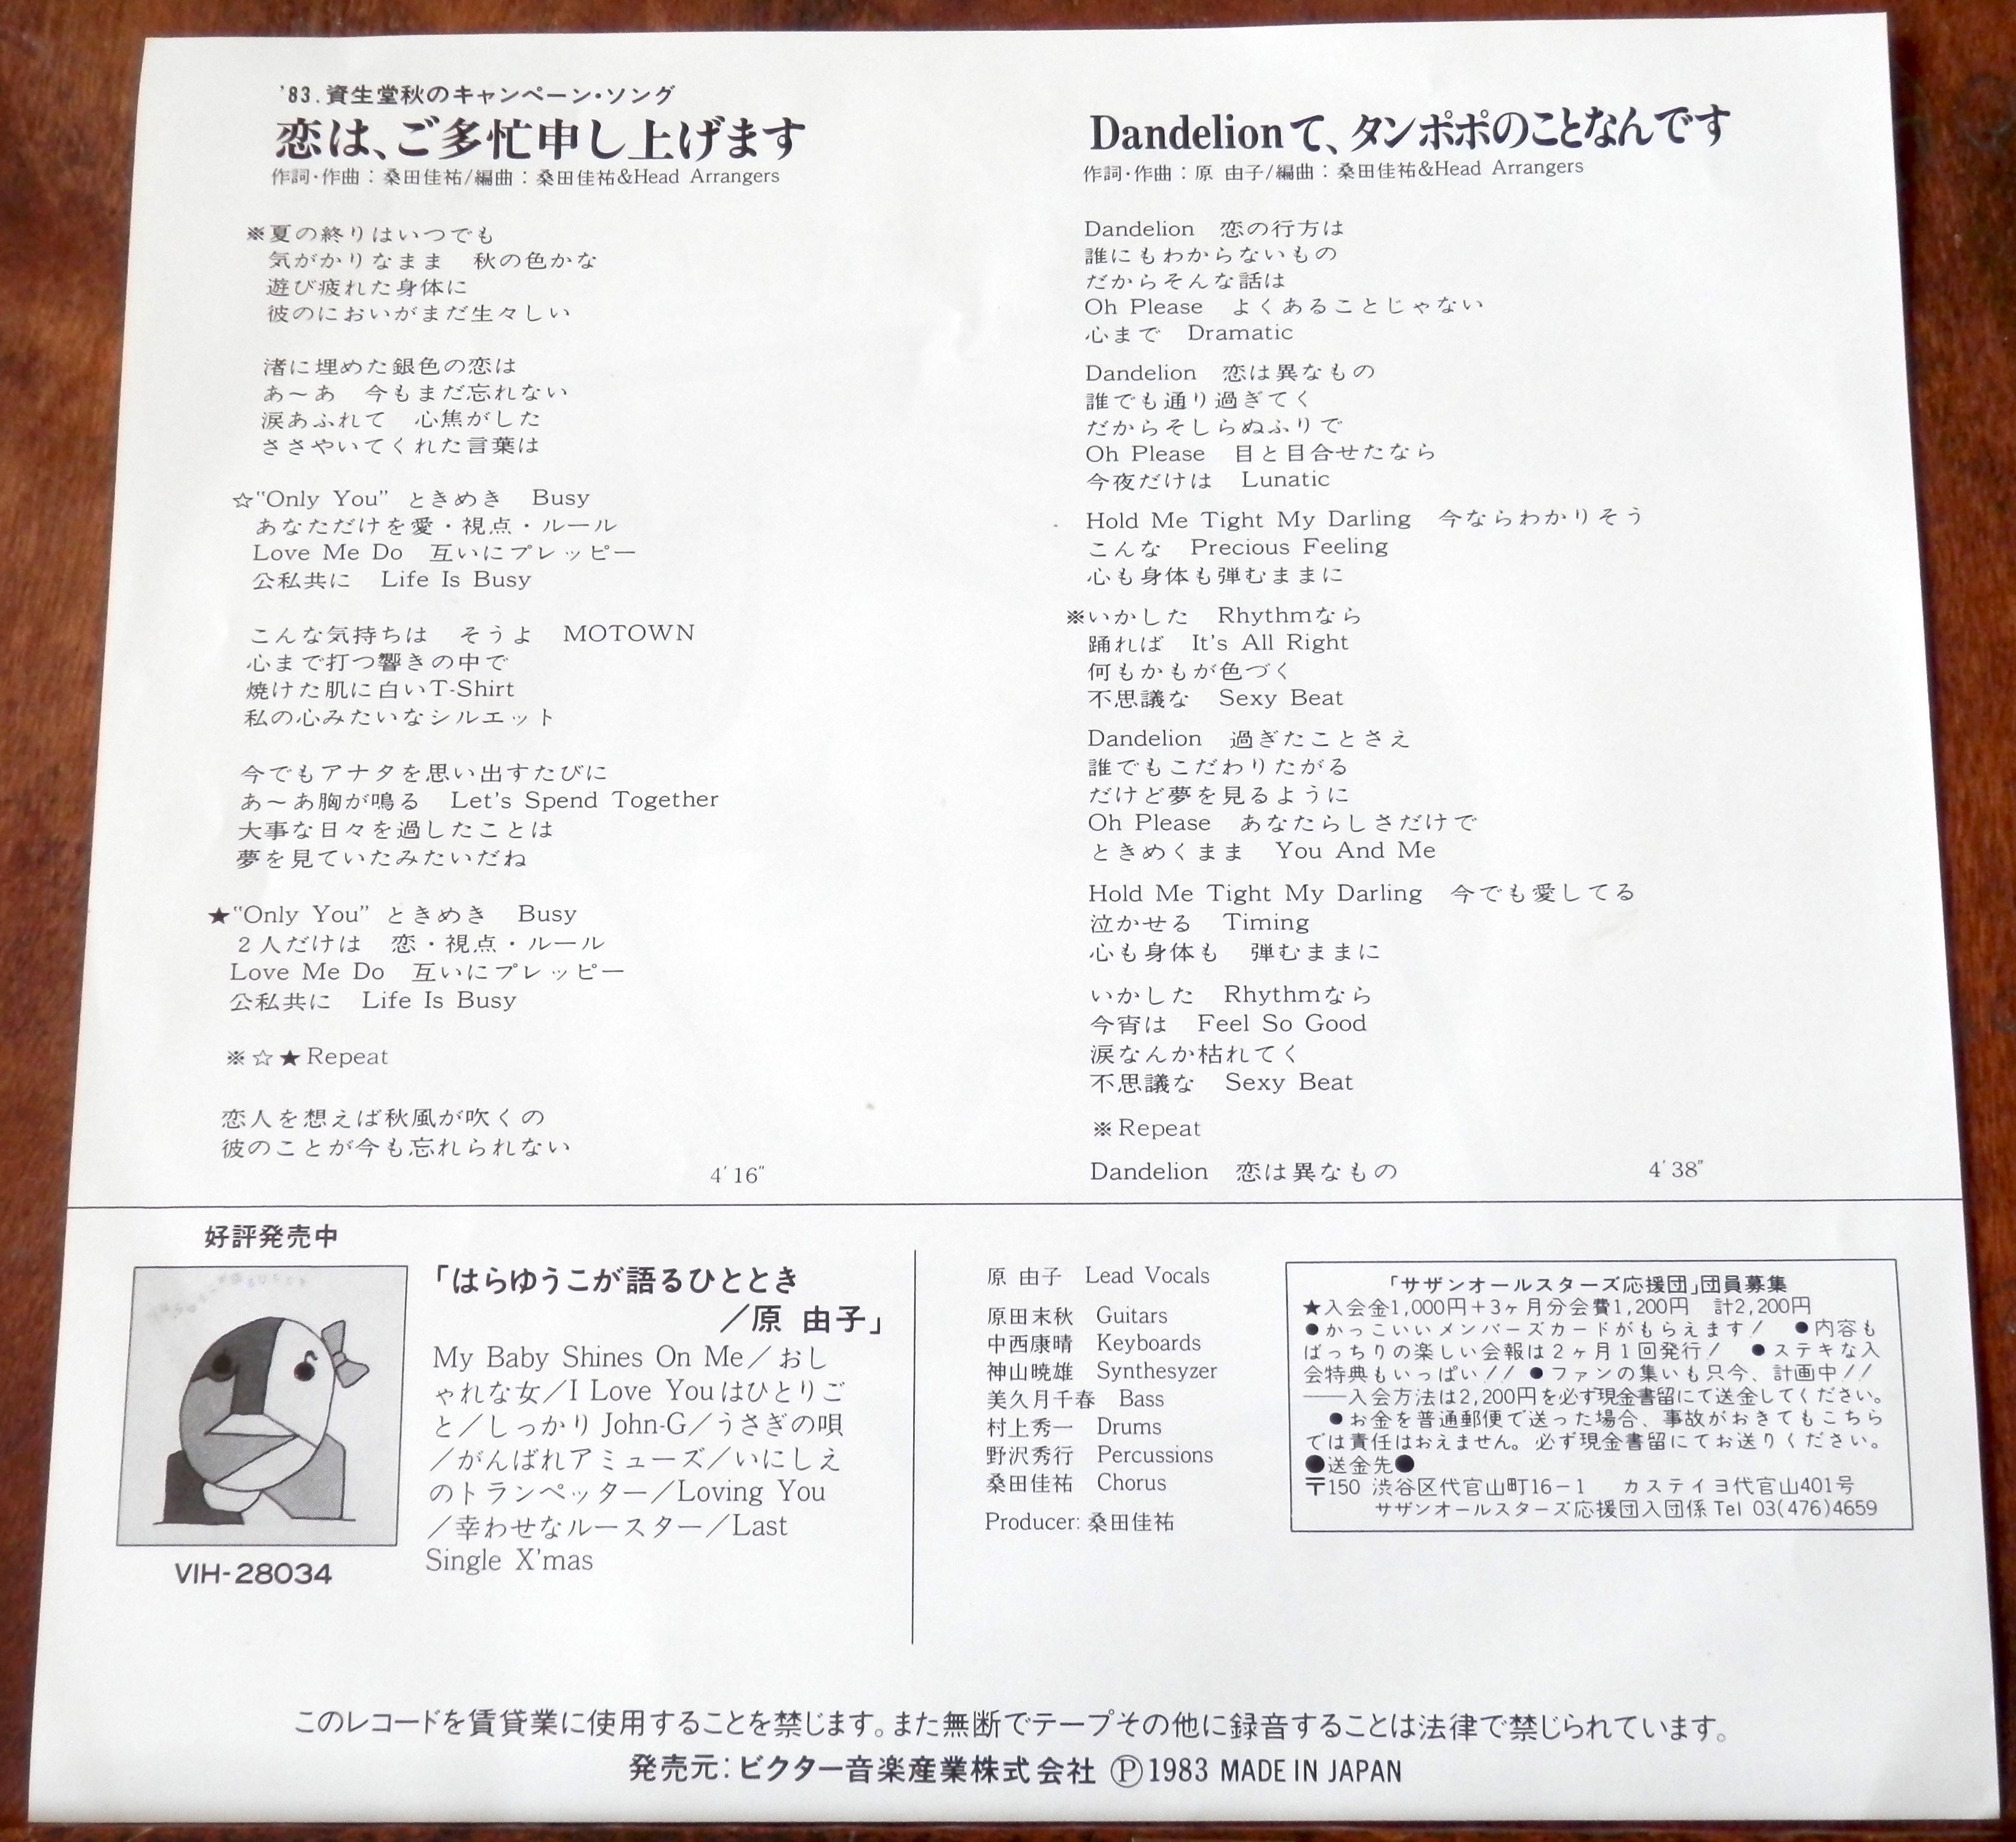 '83.資生堂秋のキャンペーン・ソング
恋は、ご多忙申し上げます
作詞・作曲：桑田佳祐/編曲：桑田佳祐&Head Arrangers
※夏の終りはいつでも
気がかりなまま　秋の色かな
遊び疲れた身体に
彼のにおいがまだ生々しい
渚に埋めた銀色の恋は
あ〜あ　今もまだ忘れない
涙あふれて　心焦がした
ささやいてくれた言葉は
☆"Only You" ときめき　Busy
あなただけを愛・視点・ルール
Love Me Do　互いにプレッピー
公私共に　Life Is Busy
こんな気持ちは　そうよ　MOTOWN
心まで打つ響きの中で
焼けた肌に白いT-Shirt
私の心みたいなシルエット
今でもアナタを思い出すたびに
あ〜あ胸が鳴る　Let's Spend Together
大事な日々を過したことは
夢を見ていたみたいだね
★"Only You" ときめき　Busy
２人だけは　恋・視点・ルール
Love Me Do　互いにプレッピー
公私共に　Life Is Busy
※☆★Repeat
恋人を想えば秋風が吹くの
彼のことが今も忘れられない
4′16″
Dandelionて、タンポポのことなんです
作詞・作曲：原 由子/編曲：桑田佳祐&Head Arrangers
Dandelion　恋の行方は
誰にもわからないもの
だからそんな話は
Oh Please　よくあることじゃない
心まで　Dramatic
Dandelion　恋は異なもの
誰でも通り過ぎてく
だからそしらぬふりで
Oh Please　目と目合せたなら
今夜だけは　Lunatic
Hold Me Tight My Darling　今ならわかりそう
こんな　Precious Feeling
心も身体も弾むままに
※いかした　Rhythmなら
踊れば　It's All Right
何もかもが色づく
不思議な　Sexy Beat
Dandelion　過ぎたことさえ
誰でもこだわりたがる
だけど夢を見るように
Oh Please　あなたらしさだけで
ときめくまま　You And Me
Hold Me Tight My Darling　今でも愛してる
泣かせる　Timing
心も身体も　弾むままに
いかした　Rhythmなら
今宵は　Feel So Good
涙なんか枯れてく
不思議な　Sexy Beat
※Repeat
Dandelion　恋は異なもの
4′38″
好評発売中
VIH-28034
「はらゆうこが語るひととき
／原 由子」
My Baby Shines On Me／おし
ゃれな女／I Love Youはひとりご
と／しっかり John-G／うさぎの唄
／がんばれアミューズ／いにしえ
のトランペッター／Loving You
／幸わせなルースター／Last
Single X'mas
原 由子　Lead Vocals
原田末秋　Guitars
中西康晴　Keyboards
神山暁雄　Synthesyzer
美久月千春　Bass
村上秀一　Drums
野沢秀行　Percussions
桑田佳祐　Chorus
Producer: 桑田佳祐
「サザンオールスターズ応援団」団員募集
★入会金1,000円＋3ヶ月分会費1,200円　計2,200円
●かっこいいメンバーズカードがもらえます！　●内容も
ばっちりの楽しい会報は２ヶ月１回発行！　●ステキな入
会特典もいっぱい！！ ●ファンの集いも只今、計画中！！
──入会方法は2,200円を必ず現金書留にて送金してください。
●お金を普通郵便で送った場合、事故がおきてもこちら
では責任はおえません。必ず現金書留にてお送りください。
●送金先●
〒150 渋谷区代官山町16−1　カステイヨ代官山401号
サザンオールスターズ応援団入団係 Tel 03(476)4659
このレコードを賃貸業に使用することを禁じます。また無断でテープその他に録音することは法律で禁じられています。
発売元：ビクター音楽産業株式会社 Ⓟ1983 MADE IN JAPAN